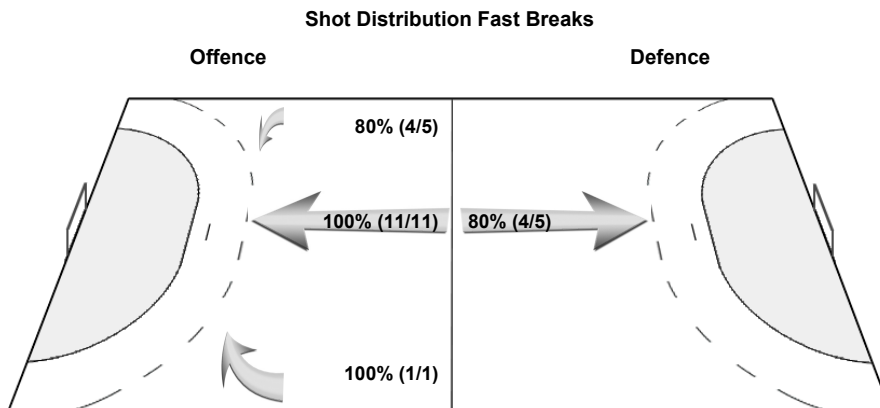 Shot Distribution Fast Breaks
Offence Defence
80% (4/5)
100% (11/11) 80% (4/5)
100% (1/1)